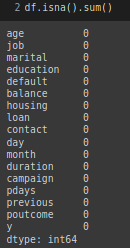 2 df.isna().sum()
age 0
job 0
marital 0
education 0
default 0
balance 0
housing 0
loan 0
contact 0
day 0
month 0
duration 0
campaign 0
pdays 0
previous 0
poutcome 0
y 0
dtype: int64